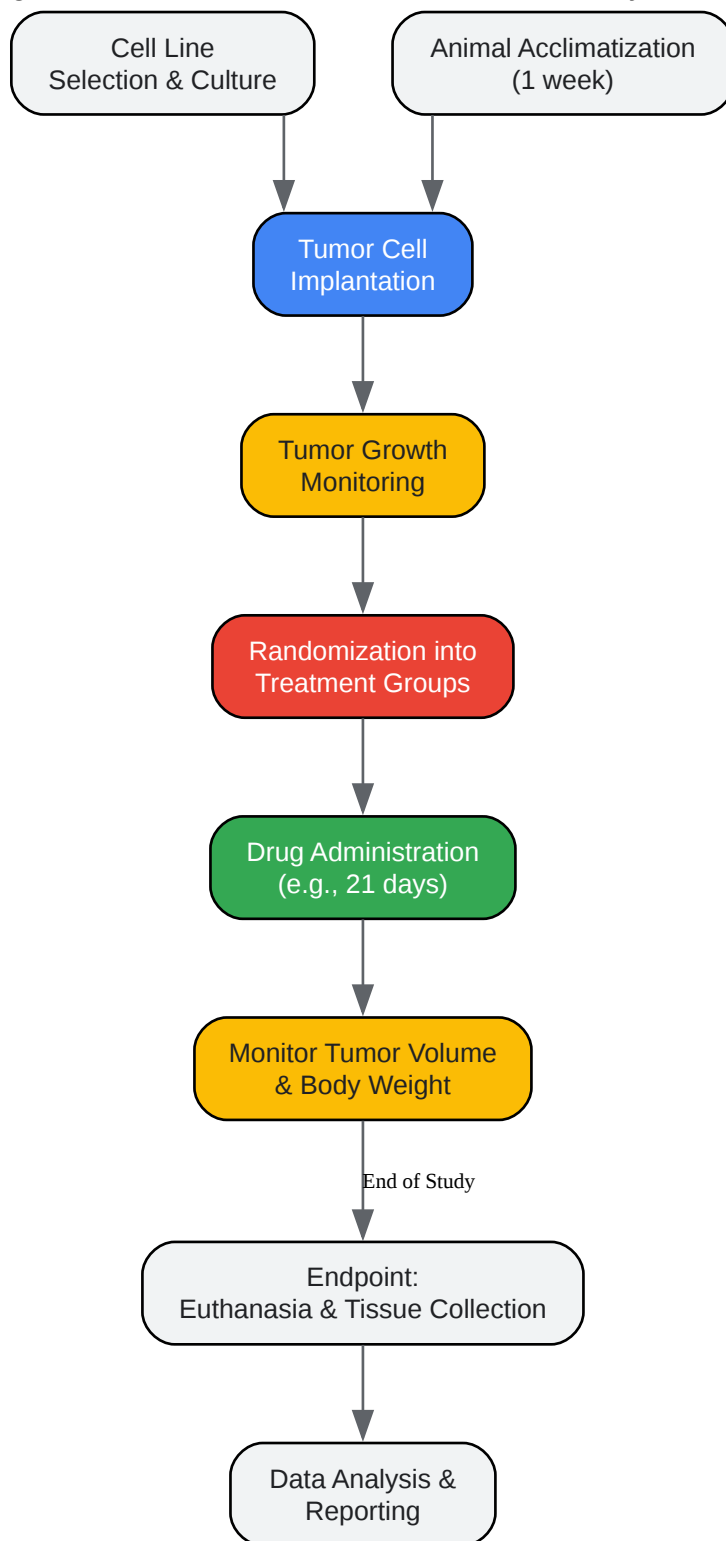 Cell Line
Selection & Culture
Animal Acclimatization
(1 week)
Tumor Cell
Implantation
Tumor Growth
Monitoring
Randomization into
Treatment Groups
Drug Administration
(e.g., 21 days)
Monitor Tumor Volume
& Body Weight
End of Study
Endpoint:
Euthanasia & Tissue Collection
Data Analysis &
Reporting